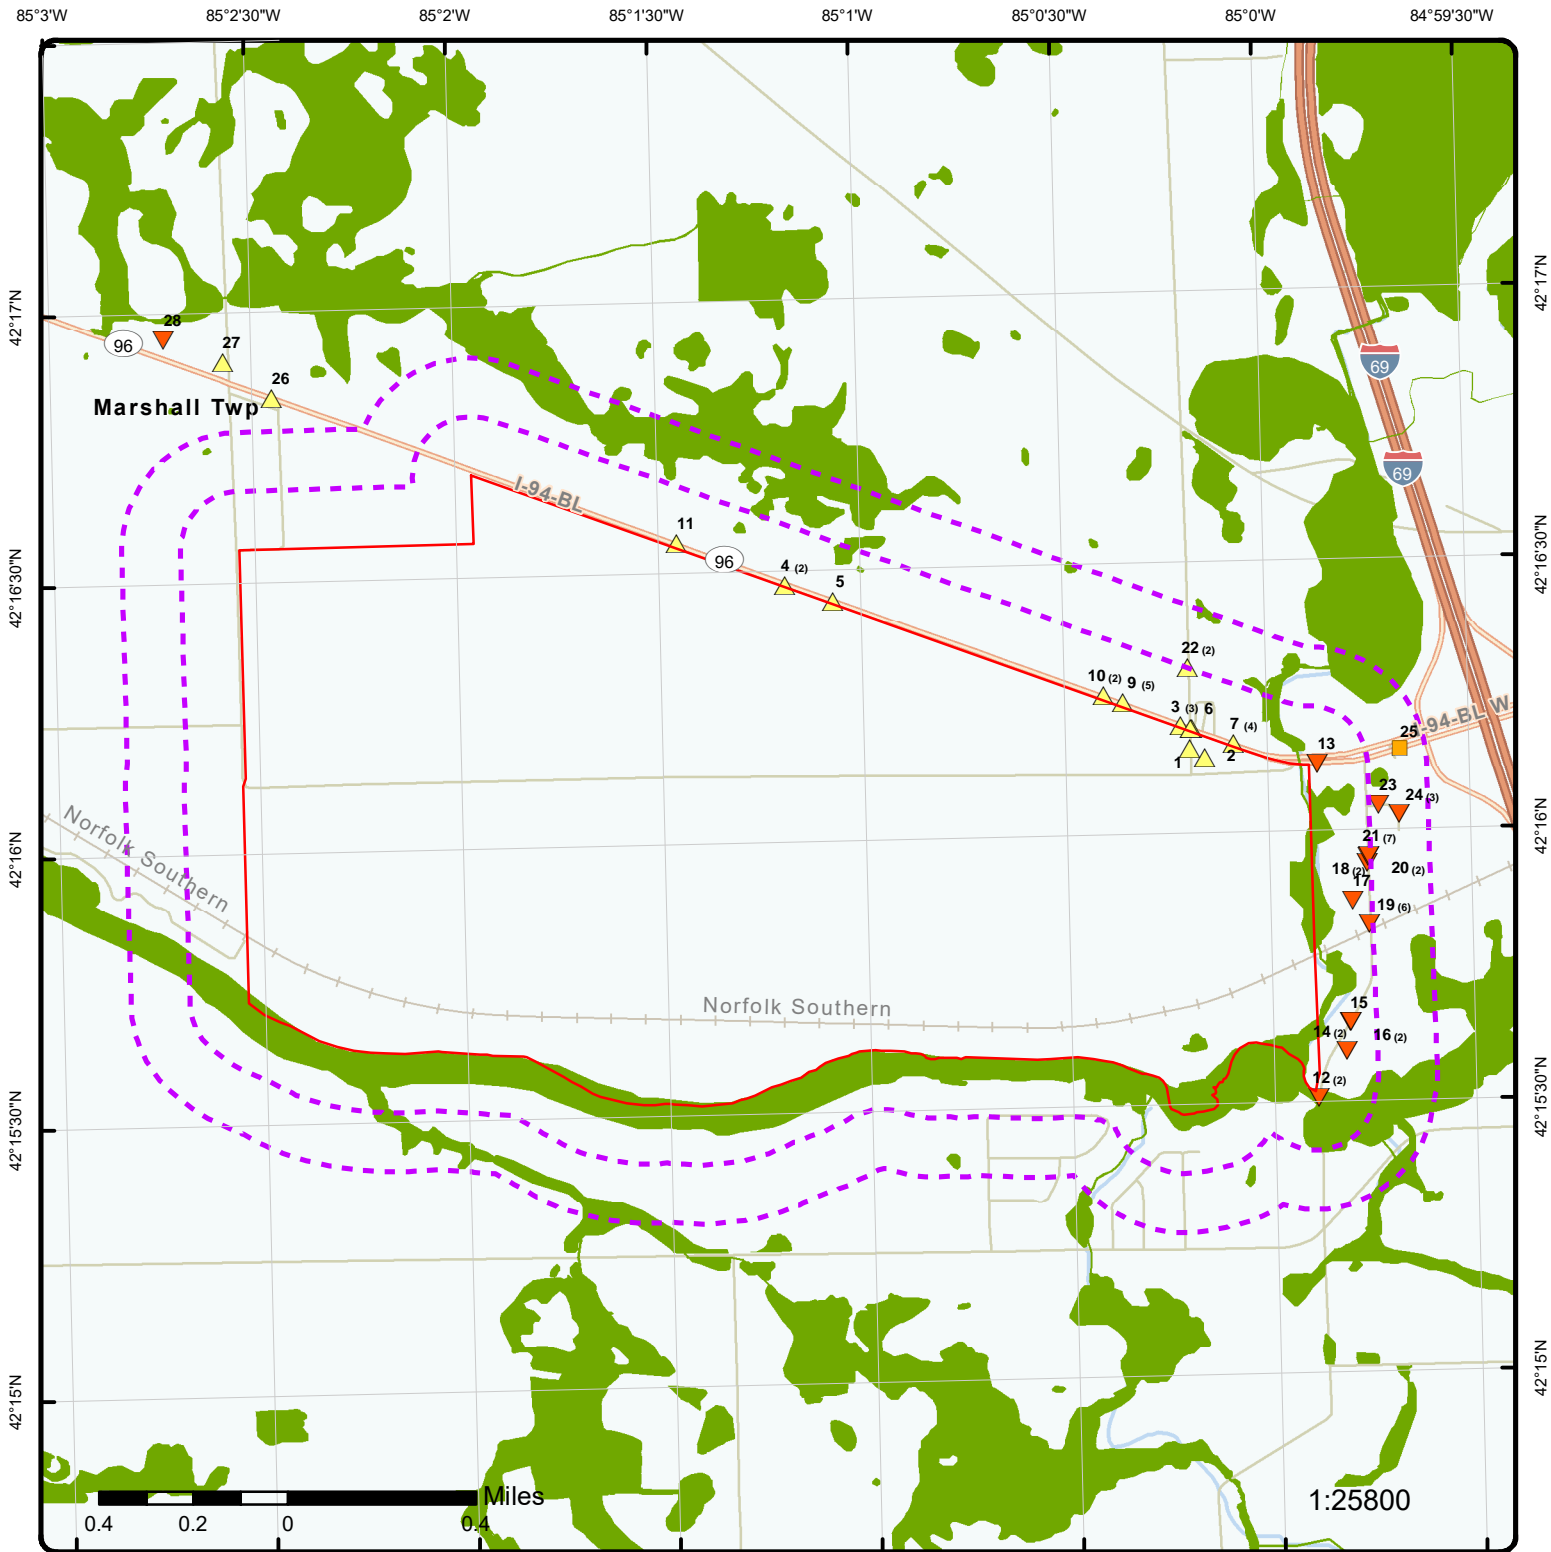 85°3'W 85°2'30"W 85°2'W 85°1'30"W 85°1'W 85°0'30"W 85°0'W 84°59'30"W
42°17'N
42°17'N
28
96
27
69
26
Marshall Twp
69
I-94-BL
11
96
42°16'30"N
42°16'30"N
4 (2)
5
22 (2)
10 (2) 9 (5)
3 (3) 6
7 (4)
I-94-BL W
25
1
2
13
23
24 (3)
Norfolk Southern
42°16'N
42°16'N
21 (7)
18 (2)
20 (2)
17
19 (6)
Norfolk Southern
15
14 (2)
16 (2)
12 (2)
42°15'30"N
42°15'30"N
42°15'N
42°15'N
Miles
1:25800
0.4 0.2 0 0.4